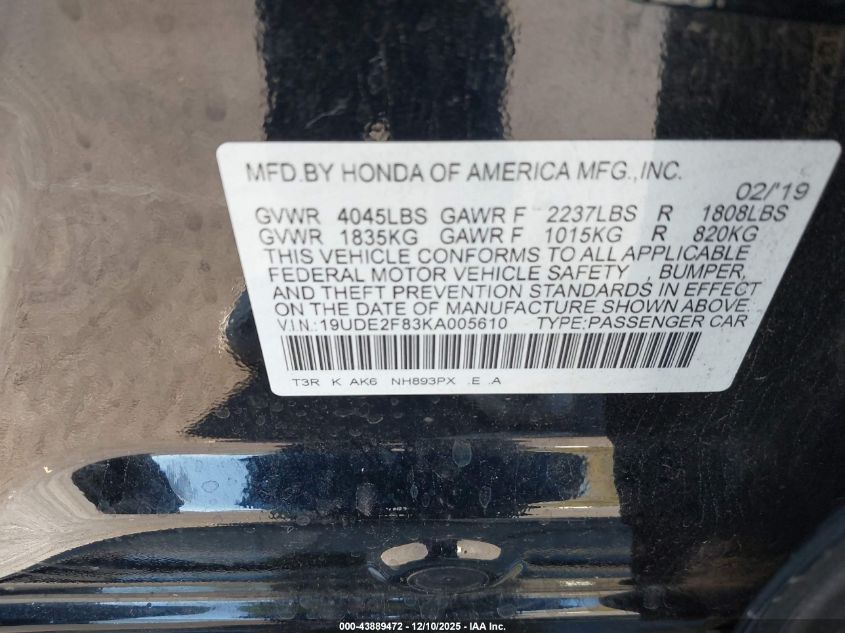 MFD.BY HONDA OF AMERICA MFG.,INC.
02/'19
GVWR 4045LBS GAWR F 2237LBS R 1808LBS
GVWR 1835KG GAWR F 1015KG R 820KG
THIS VEHICLE CONFORMS TO ALL APPLICABLE
FEDERAL MOTOR VEHICLE SAFETY , BUMPER,
AND THEFT PREVENTION STANDARDS IN EFFECT
ON THE DATE OF MANUFACTURE SHOWN ABOVE.
V.I.N.:19UDE2F83KA005610 TYPE:PASSENGER CAR
T3R K AK6 NH893PX .E .A
000-43889472 - 12/10/2025 - IAA Inc.